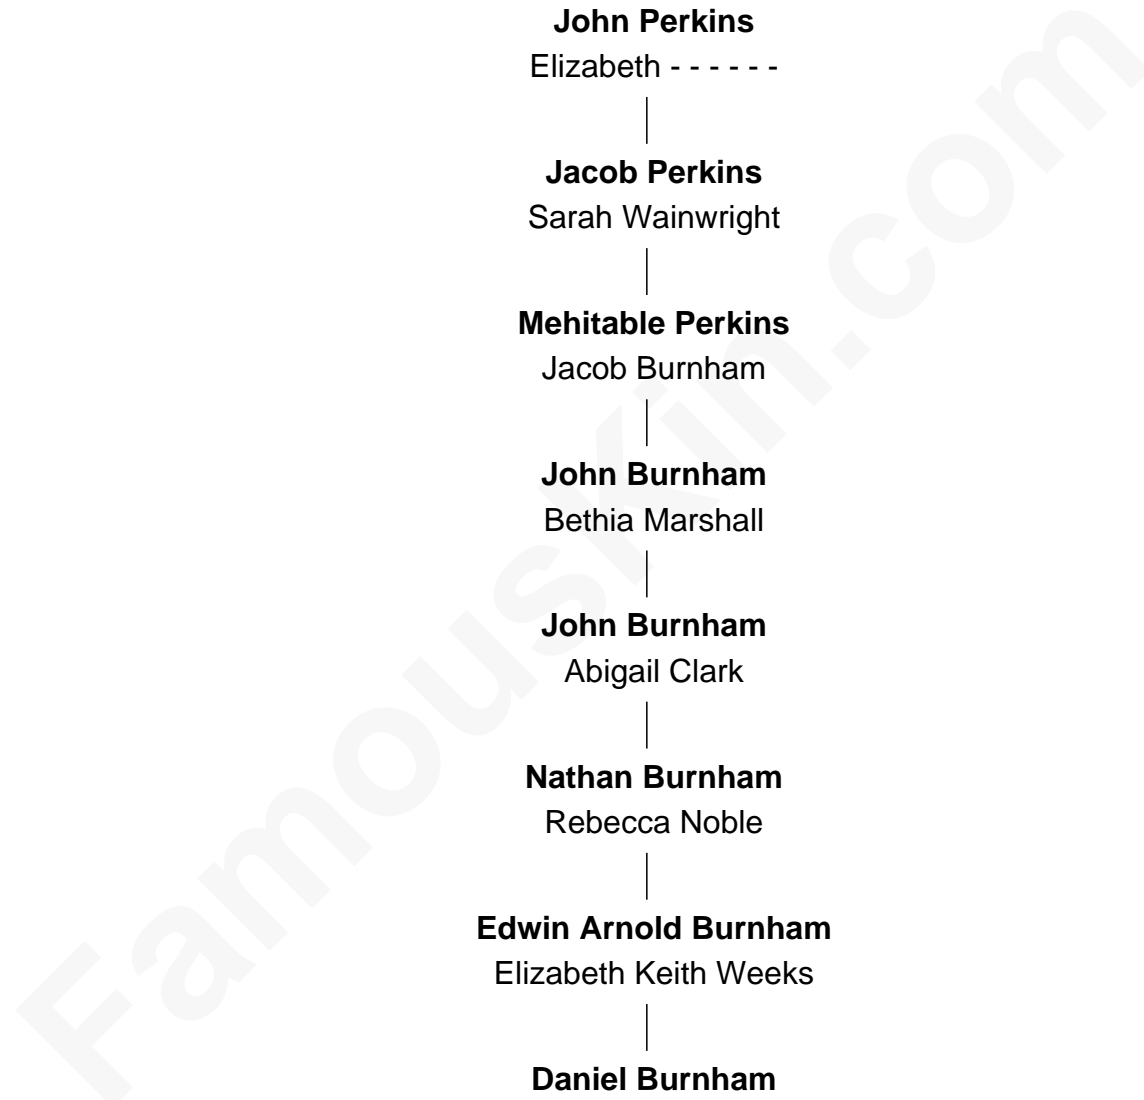 John Perkins
Elizabeth - - - - - -
Jacob Perkins
Sarah Wainwright
Mehitable Perkins
Jacob Burnham
John Burnham
Bethia Marshall
John Burnham
Abigail Clark
Nathan Burnham
Rebecca Noble
Edwin Arnold Burnham
Elizabeth Keith Weeks
Daniel Burnham
FamousKin.com